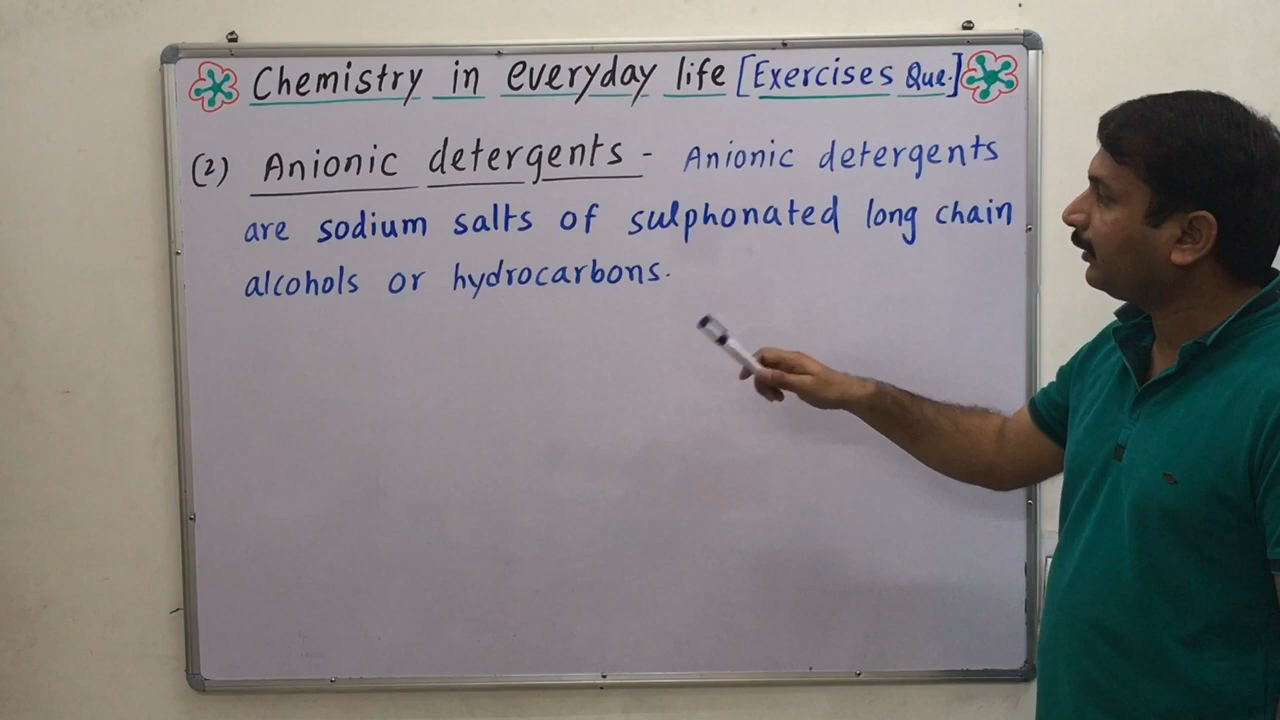 Chemistry in everyday life [Exercises Que.]
(2) Anionic detergents - Anionic detergents
are sodium salts of sulphonated long chain
alcohols or hydrocarbons.